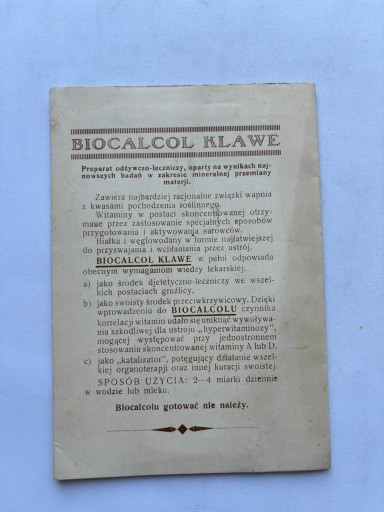 BIOCALCOL KLAWE
Preparat odżywczo-leczniczy, oparty na wynikach naj-
nowszych badań w zakresie mineralnej przemiany
materji.
Zawiera najbardziej racjonalne związki wapnia
z kwasami pochodzenia roślinnego.
Witaminy w postaci skoncentrowanej otrzy-
mane przez zastosowanie specjalnych sposobów
przygotowania i aktywowania surowców.
Białka i węglowodany w formie najłatwiejszej
do przyswajania i wchłaniania przez ustrój.
BIOCALCOL KLAWE w pełni odpowiada
obecnym wymaganiom wiedzy lekarskiej.
a) jako środek djetetyczno-leczniczy we wszel-
kich postaciach gruźlicy,
b) jako swoisty środek przeciwkrzywicowy. Dzięki
wprowadzeniu do BIOCALCOLU czynnika
korrelacji witamin udało się uniknąć wywoływa-
nia szkodliwej dla ustroju „hyperwitaminozy",
mogącej występować przy jednostronnem
stosowaniu skoncentrowanej witaminy A lub D,
c) jako „katalizator", potęgujący działanie wszel-
kiej organoterapji oraz innej kuracji swoistej.
SPOSÓB UŻYCIA: 2—4 miarki dziennie
w wodzie lub mleku.
Biocalcolu gotować nie należy.